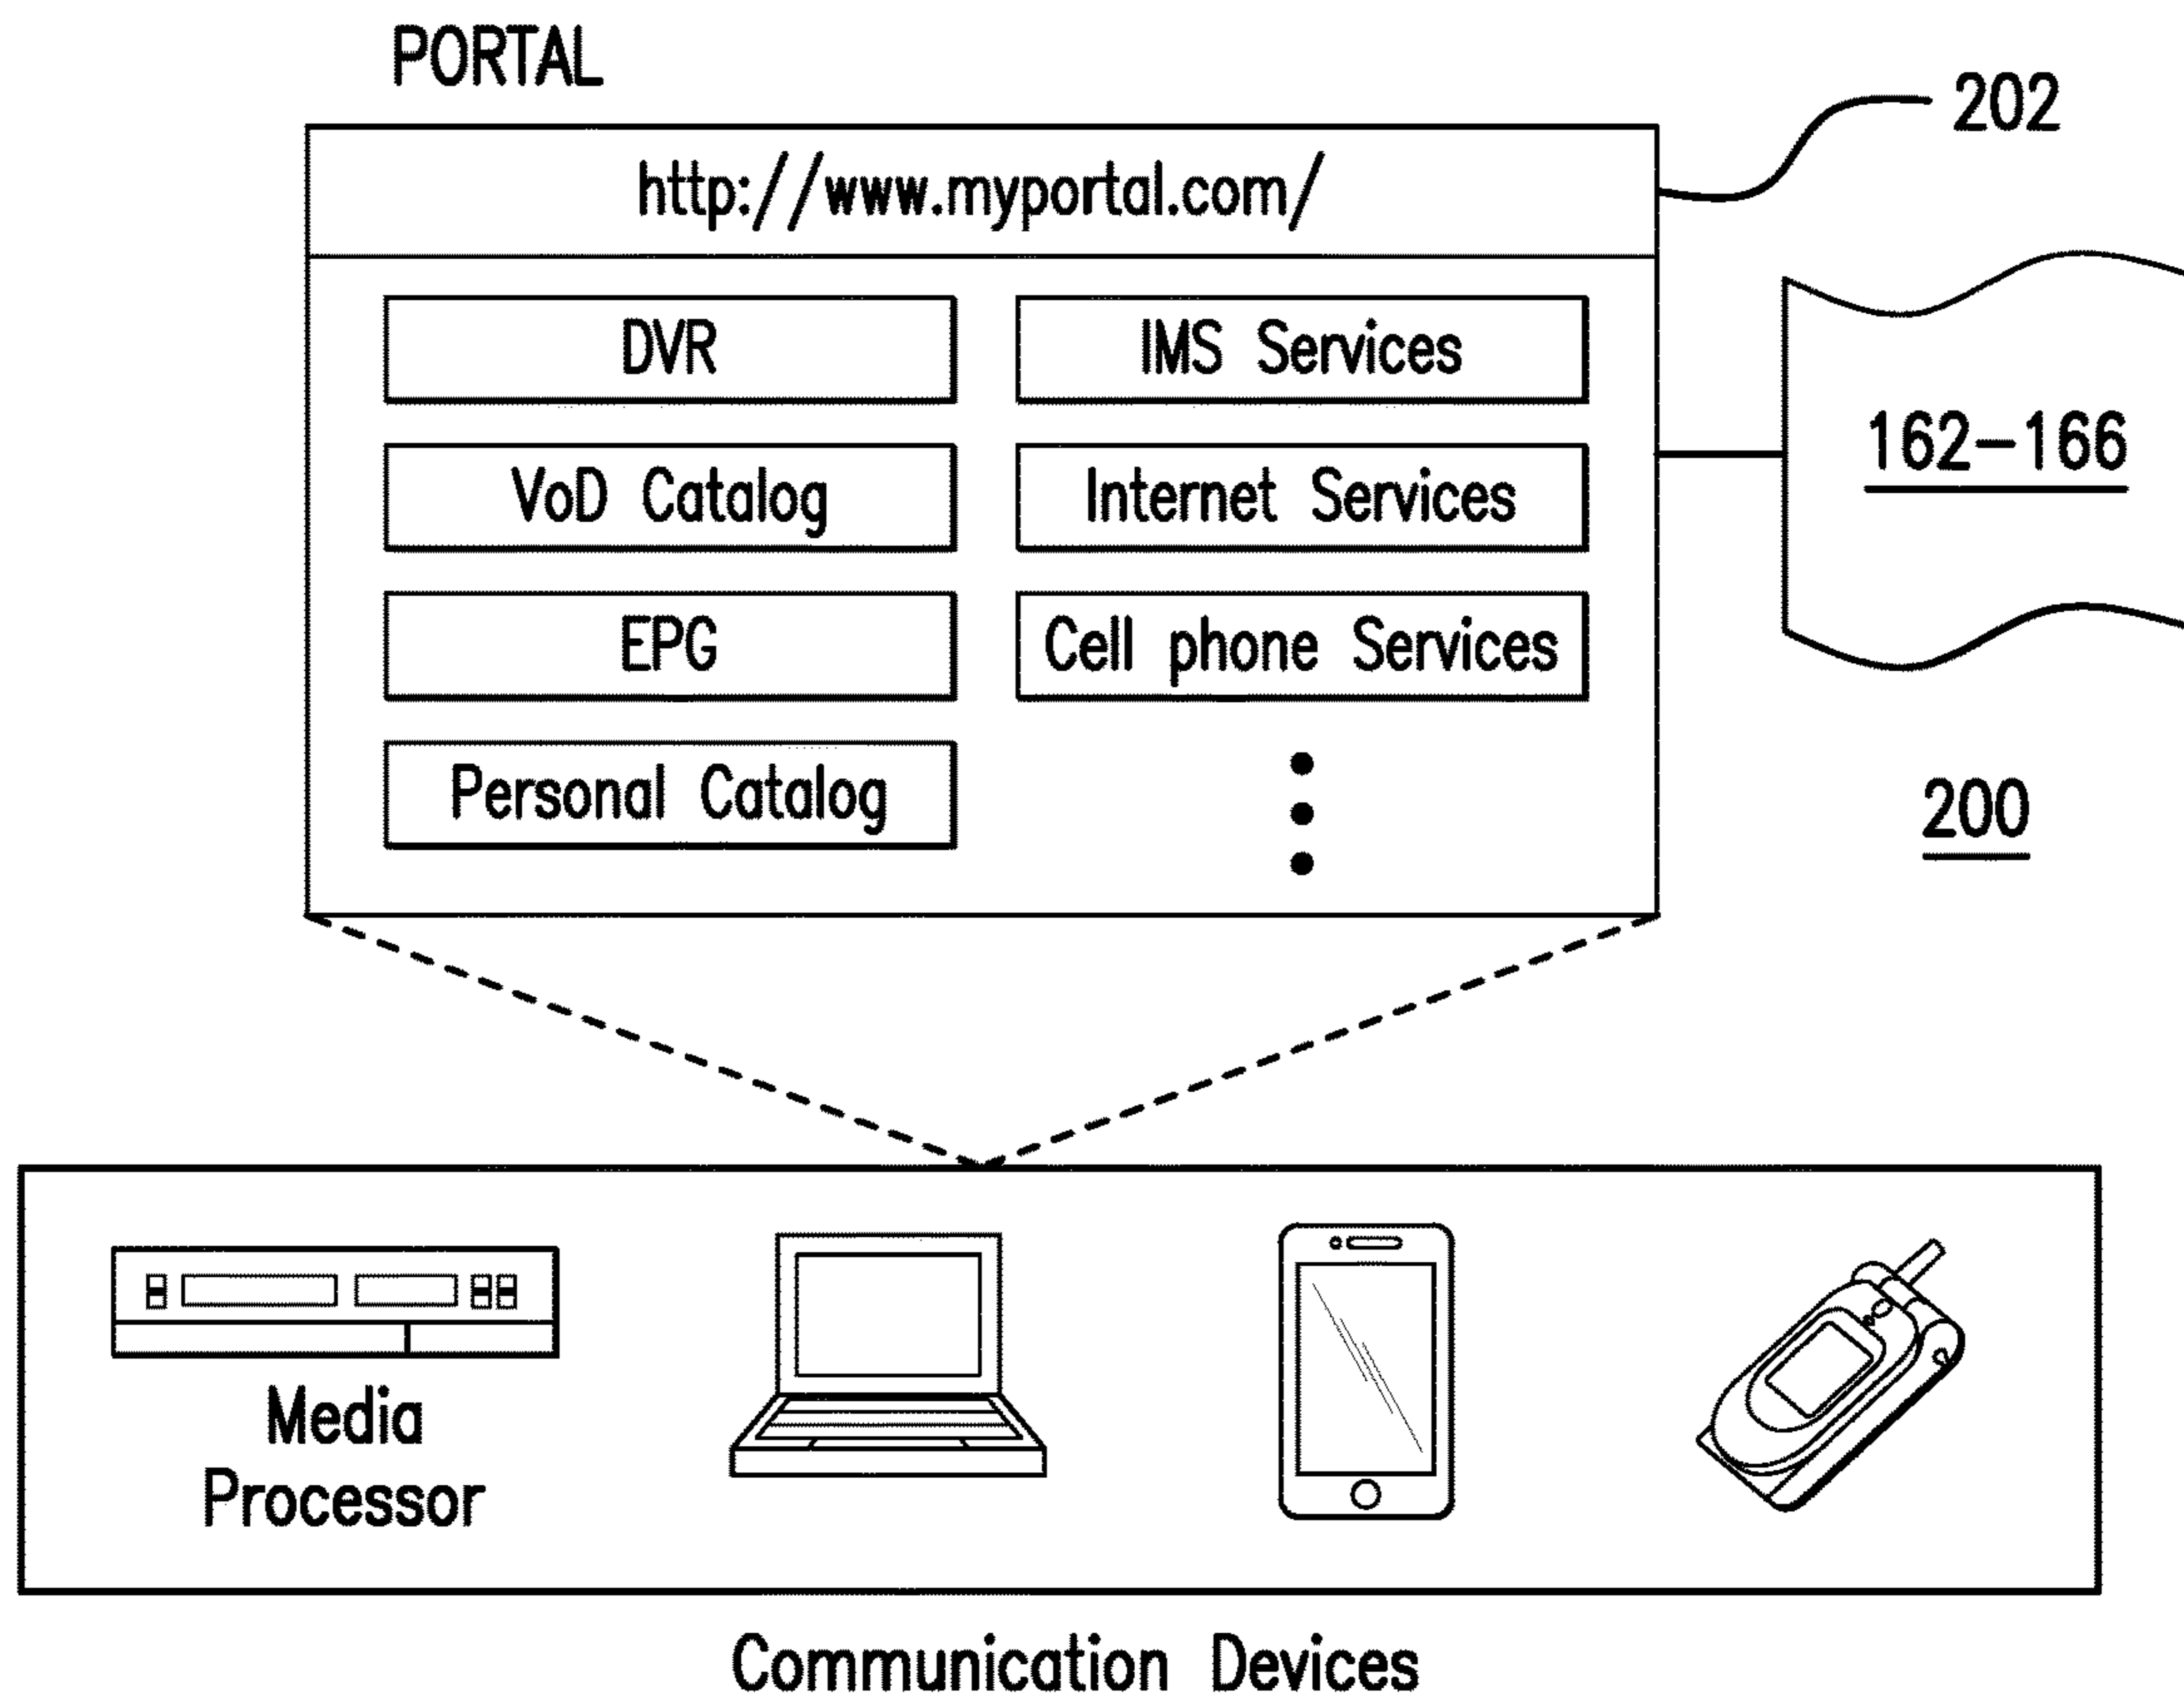 PORTAL
202
http://www.myportal.com/
DVR
IMS Services
VoD Catalog
Internet Services
162-166
EPG
Cell phone Services
Personal Catalog
200
Media
Processor
Communication Devices